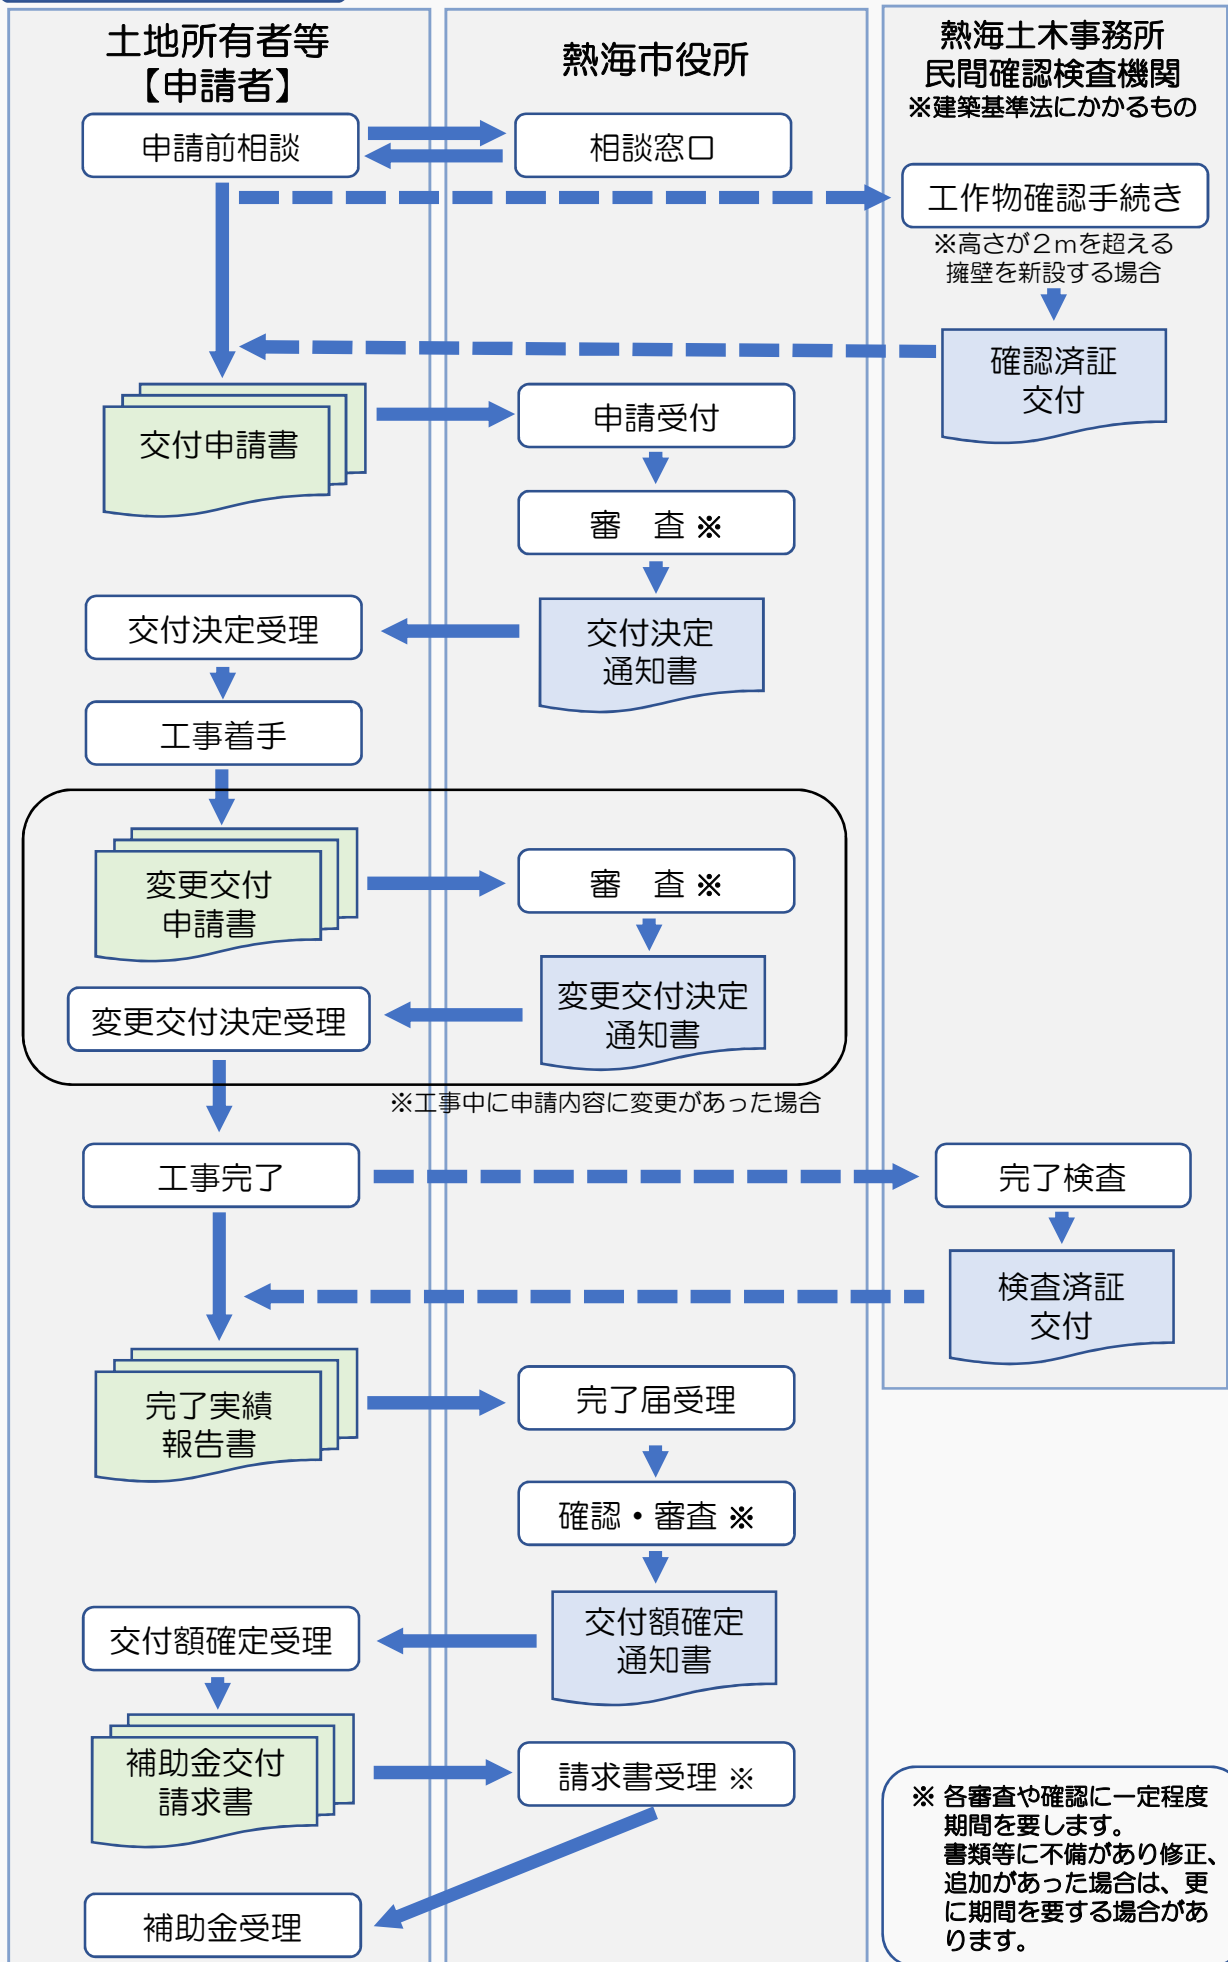 土地所有者等
【申請者】
熱海市役所
熱海土木事務所
民間確認検査機関
※建築基準法にかかるもの
申請前相談
相談窓口
工作物確認手続き
※高さが２ｍを超える
擁壁を新設する場合
確認済証
交付
交付申請書
申請受付
審　査 ※
交付決定受理
交付決定
通知書
工事着手
変更交付
申請書
審　査 ※
変更交付決定受理
変更交付決定
通知書
※工事中に申請内容に変更があった場合
工事完了
完了検査
検査済証
交付
完了実績
報告書
完了届受理
確認・審査 ※
交付額確定受理
交付額確定
通知書
補助金交付
請求書
請求書受理 ※
補助金受理
※ 各審査や確認に一定程度
期間を要します。
書類等に不備があり修正、
追加があった場合は、更
に期間を要する場合があ
ります。